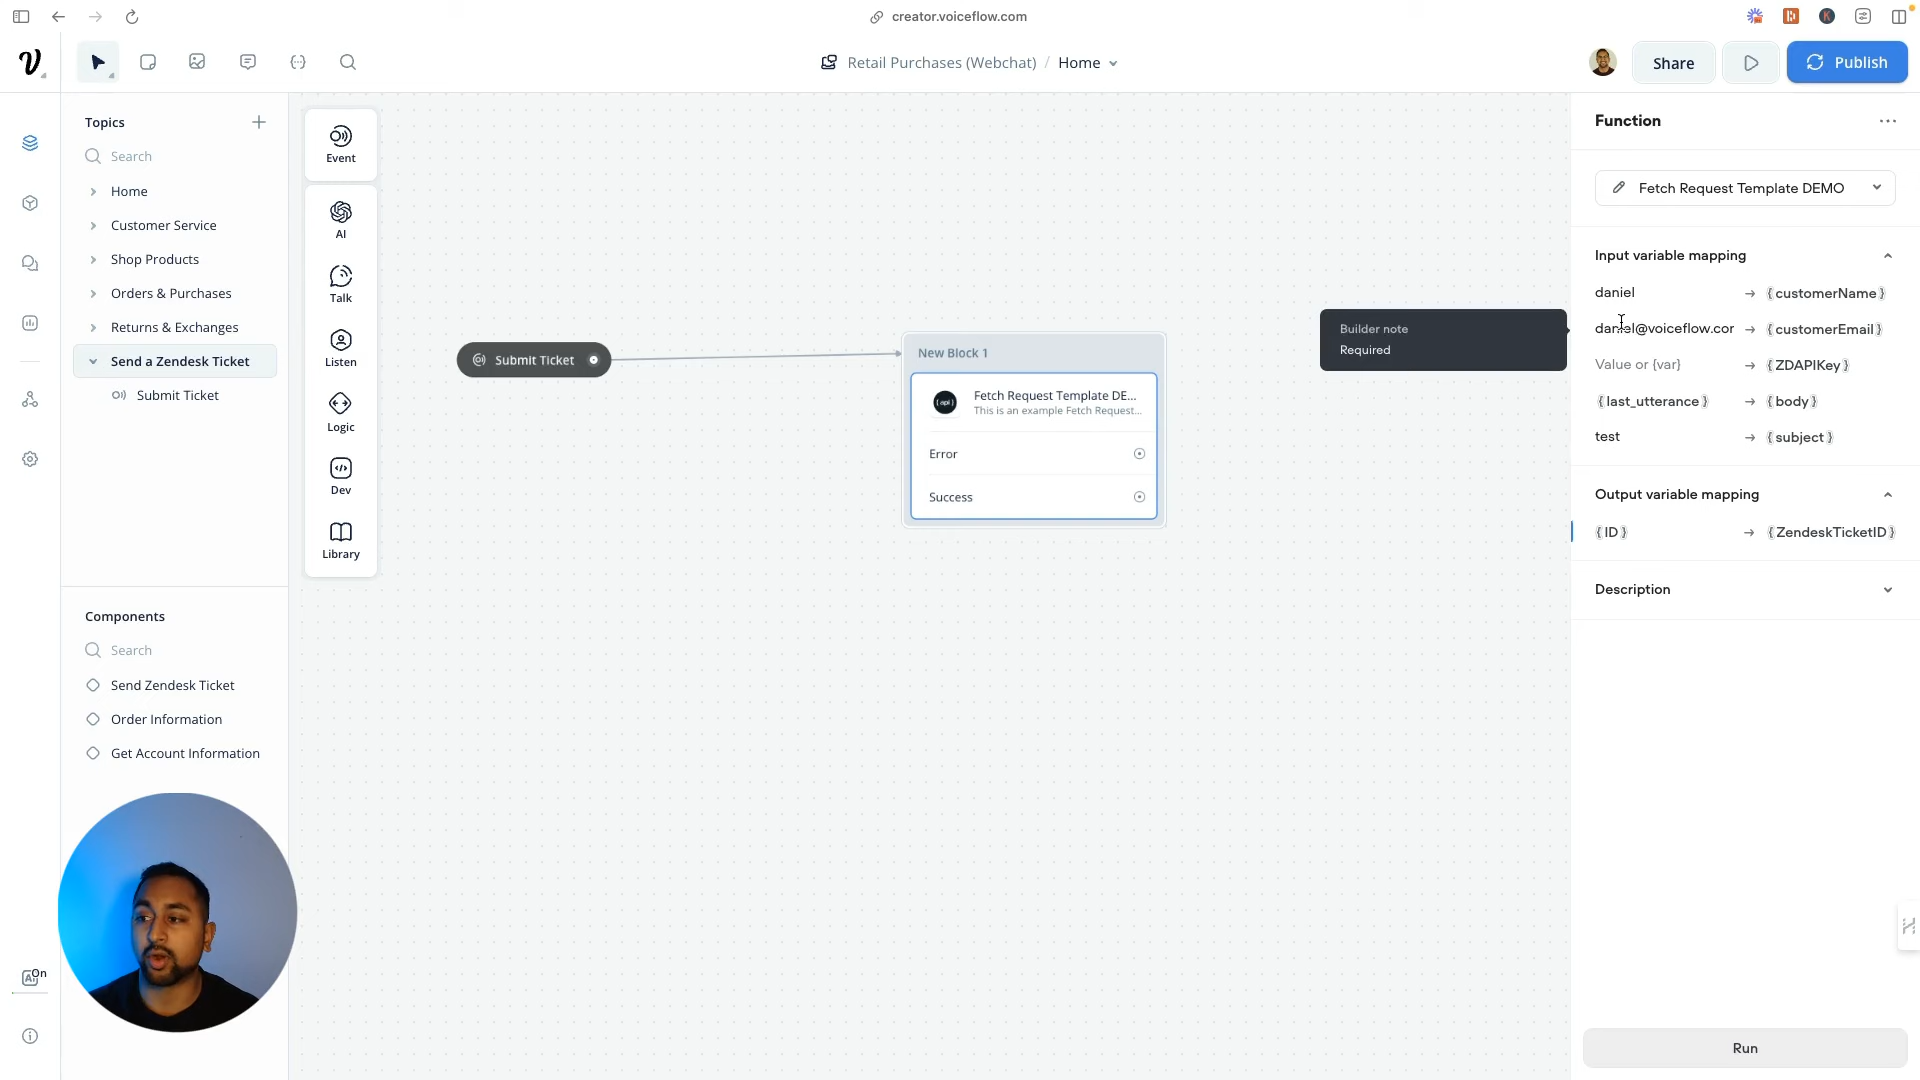 creator.voiceflow.com
Retail Purchases (Webchat) / Home
Share
Publish
Topics
Search
Home
Customer Service
Shop Products
Orders & Purchases
Returns & Exchanges
Send a Zendesk Ticket
Submit Ticket
Components
Search
Send Zendesk Ticket
Order Information
Get Account Information
On
Event
AI
Talk
Listen
Logic
Dev
Library
Submit Ticket
New Block 1
{api}
Fetch Request Template DE...
This is an example Fetch Request...
Error
Success
Builder note
Required
Function
Fetch Request Template DEMO
Input variable mapping
daniel → {customerName}
daniel@voiceflow.cor → {customerEmail}
Value or {var} → {ZDAPIKey}
{last_utterance} → {body}
test → {subject}
Output variable mapping
{ID} → {ZendeskTicketID}
Description
Run